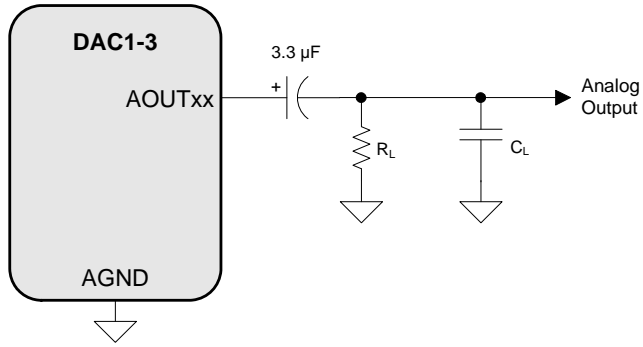 DAC1-3
3.3 µF
AOUTxx
+
Analog
Output
RL
CL
AGND